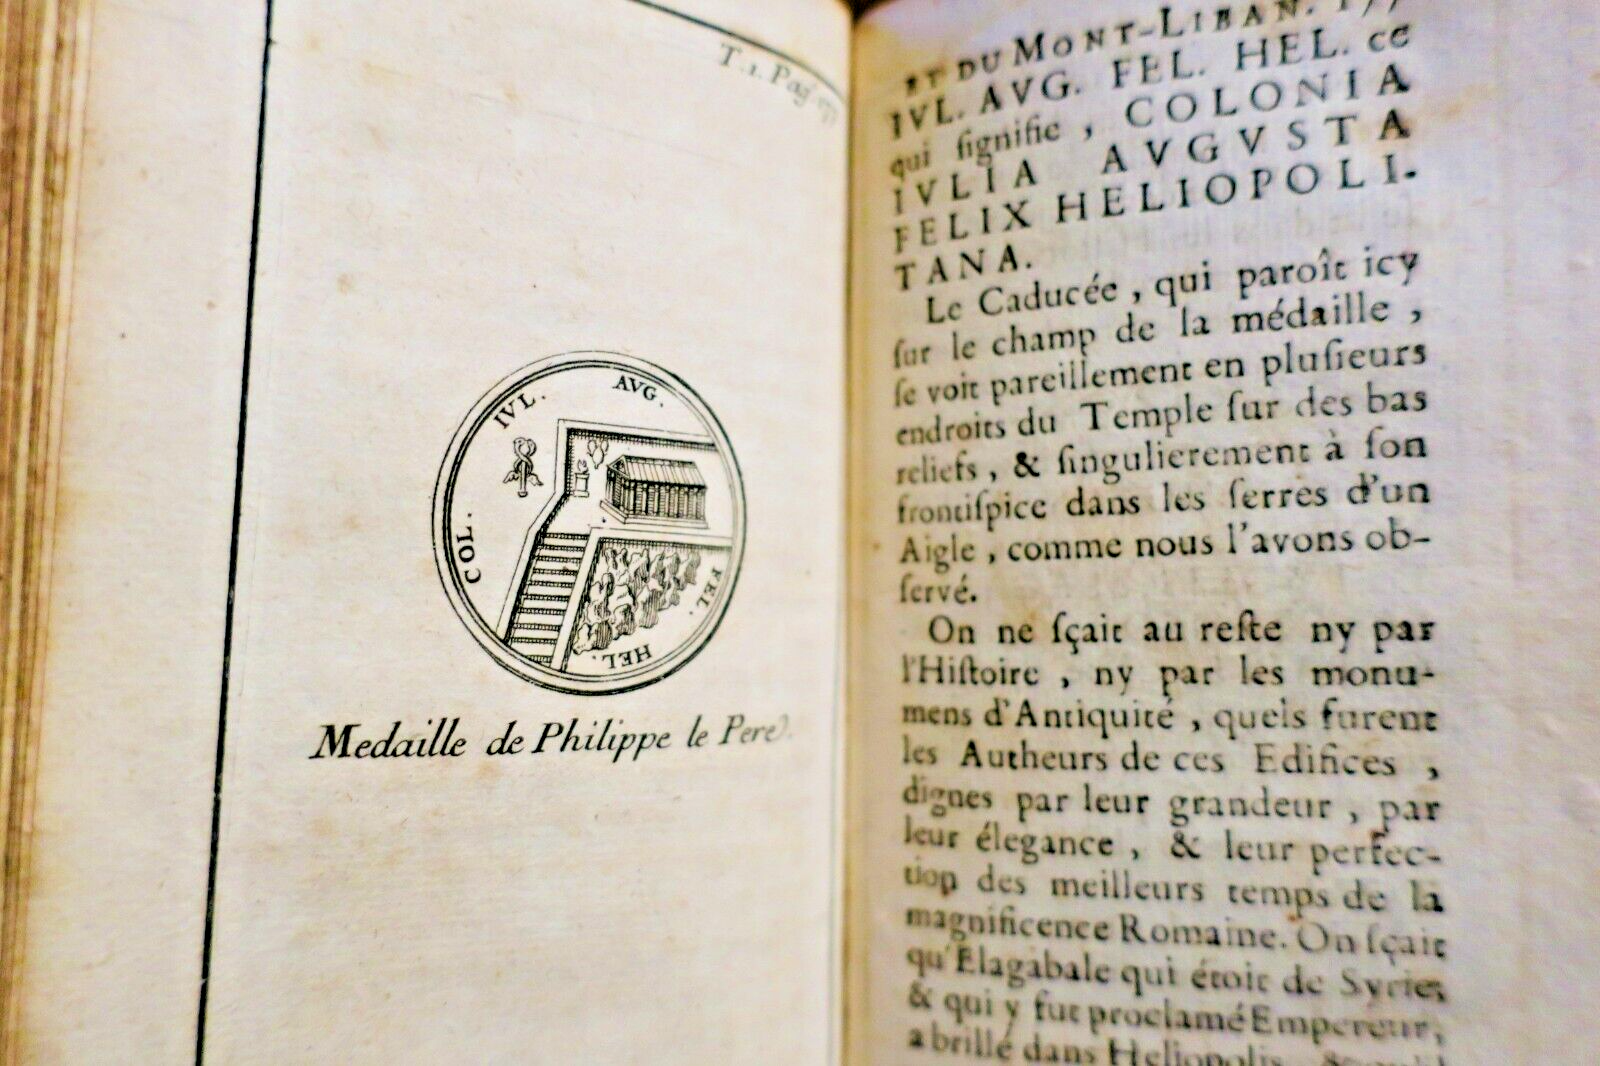 T. 1. Pag. 177
COL. IVL. AVG. FEL. HEL.
Medaille de Philippe le Pere.
ET DU MONT-LIBAN. 177
IVL. AVG. FEL. HEL. ce
qui ſignifie, COLONIA
IVLIA AVGVSTA
FELIX HELIOPOLI-
TANA.
Le Caducée, qui paroît icy
ſur le champ de la médaille,
ſe voit pareillement en pluſieurs
endroits du Temple ſur des bas
reliefs, & ſingulierement à ſon
frontiſpice dans les ſerres d'un
Aigle, comme nous l'avons ob-
ſervé.
On ne ſçait au reſte ny par
l'Hiſtoire, ny par les monu-
mens d'Antiquité, quels furent
les Autheurs de ces Edifices,
dignes par leur grandeur, par
leur élegance, & leur perfec-
tion des meilleurs temps de la
magnificence Romaine. On ſçait
qu'Elagabale qui étoit de Syrie,
& qui y fut proclamé Empereur,
a brillé dans Heliopolis, &